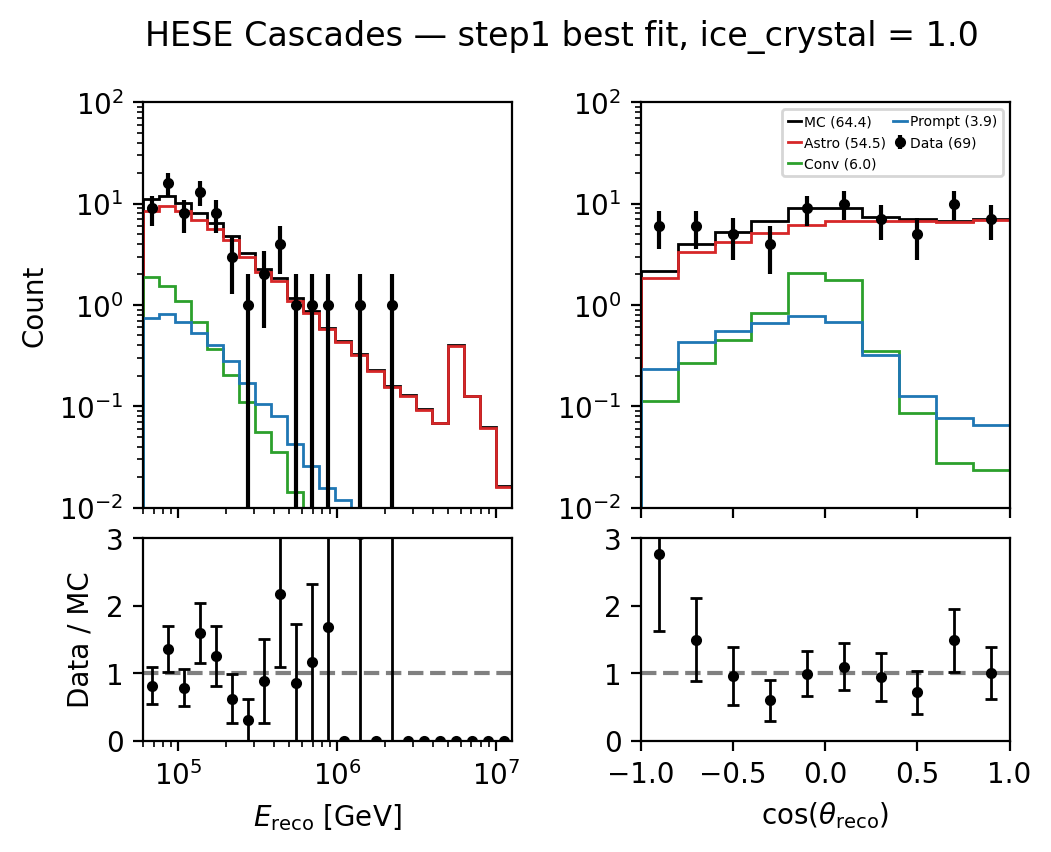 HESE Cascades — step1 best fit, ice_crystal = 1.0
Count
10²
10¹
10⁰
10⁻¹
10⁻²
10²
10¹
10⁰
10⁻¹
10⁻²
MC (64.4)
Astro (54.5)
Conv (6.0)
Prompt (3.9)
Data (69)
Data / MC
3
2
1
0
10⁵
10⁶
10⁷
E_reco [GeV]
3
2
1
0
−1.0
−0.5
0.0
0.5
1.0
cos(θ_reco)